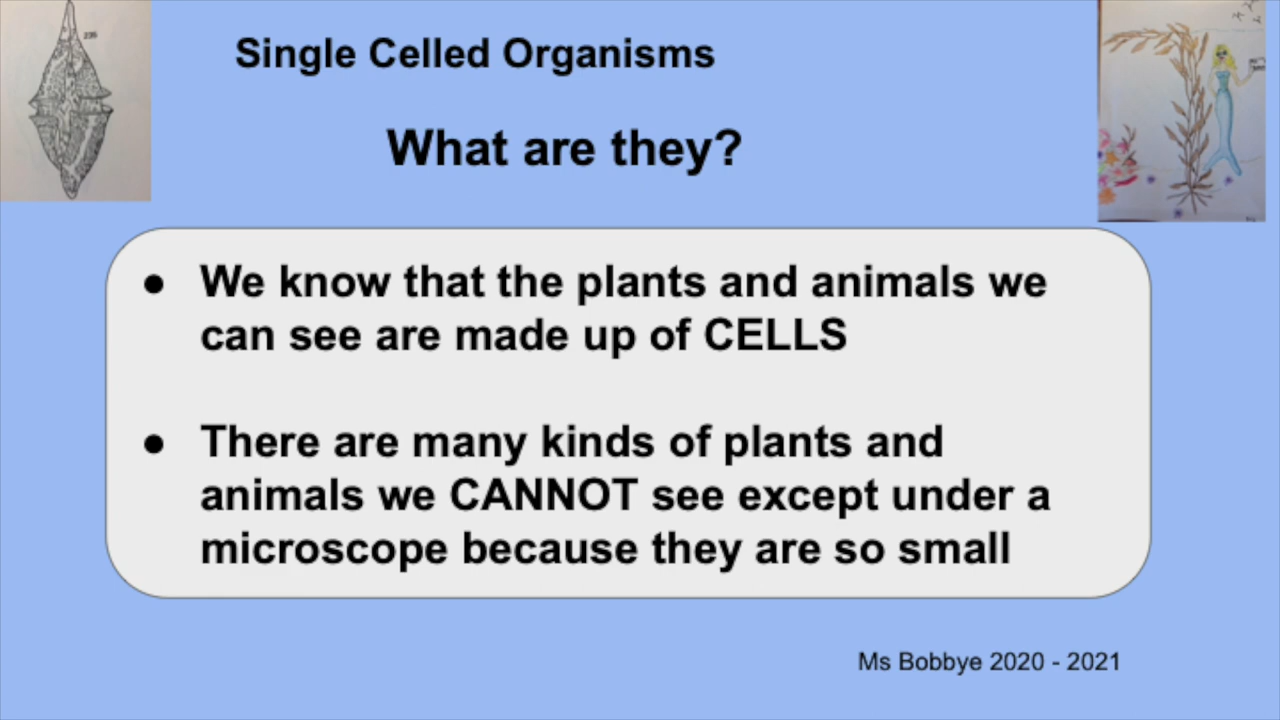 235
Single Celled Organisms
What are they?
● We know that the plants and animals we
can see are made up of CELLS
● There are many kinds of plants and
animals we CANNOT see except under a
microscope because they are so small
Ms Bobbye 2020 - 2021